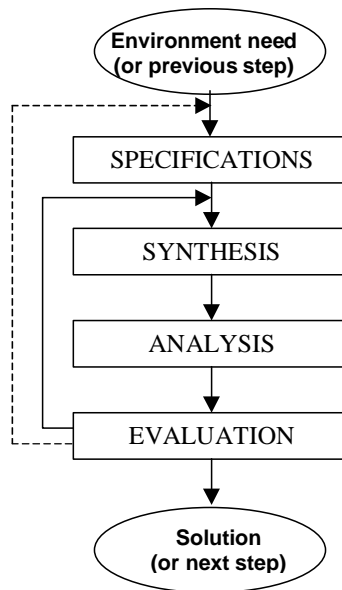 Environment need
(or previous step)
SPECIFICATIONS
SYNTHESIS
ANALYSIS
EVALUATION
Solution
(or next step)